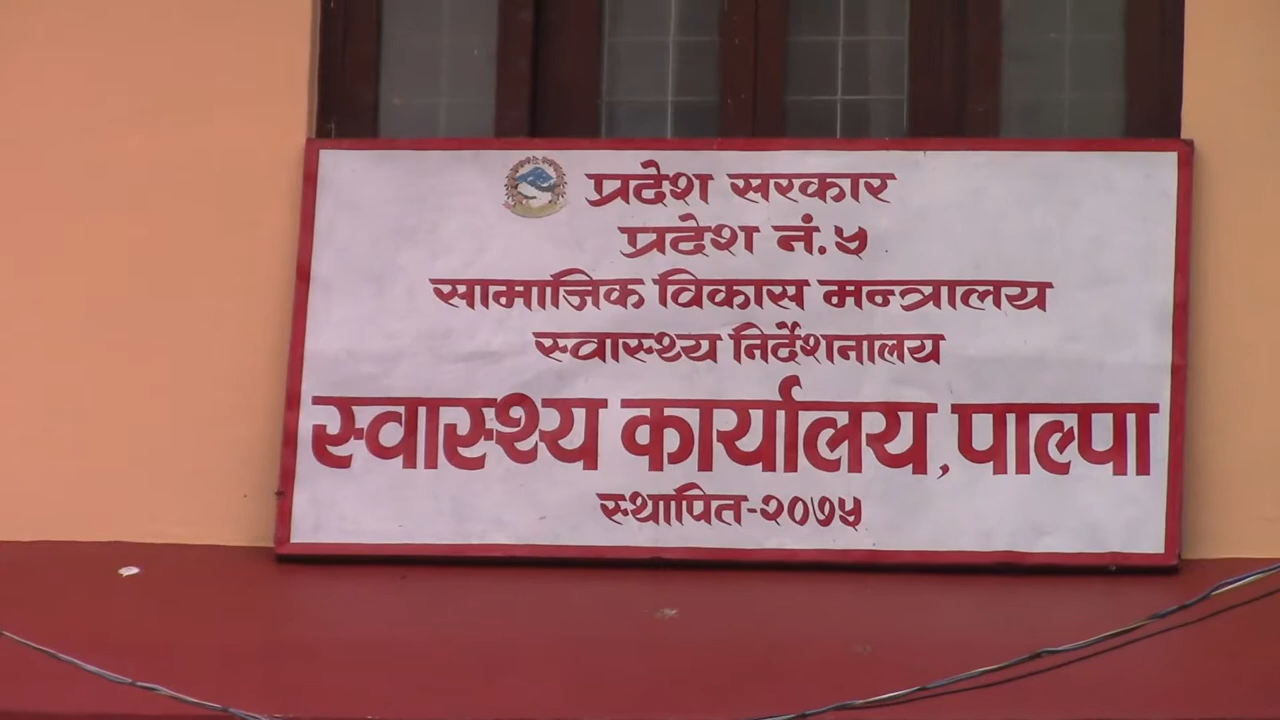 प्रदेश सरकार
प्रदेश नं.५
सामाजिक विकास मन्त्रालय
स्वास्थ्य निर्देशनालय
स्वास्थ्य कार्यालय, पाल्पा
स्थापित-२०७५